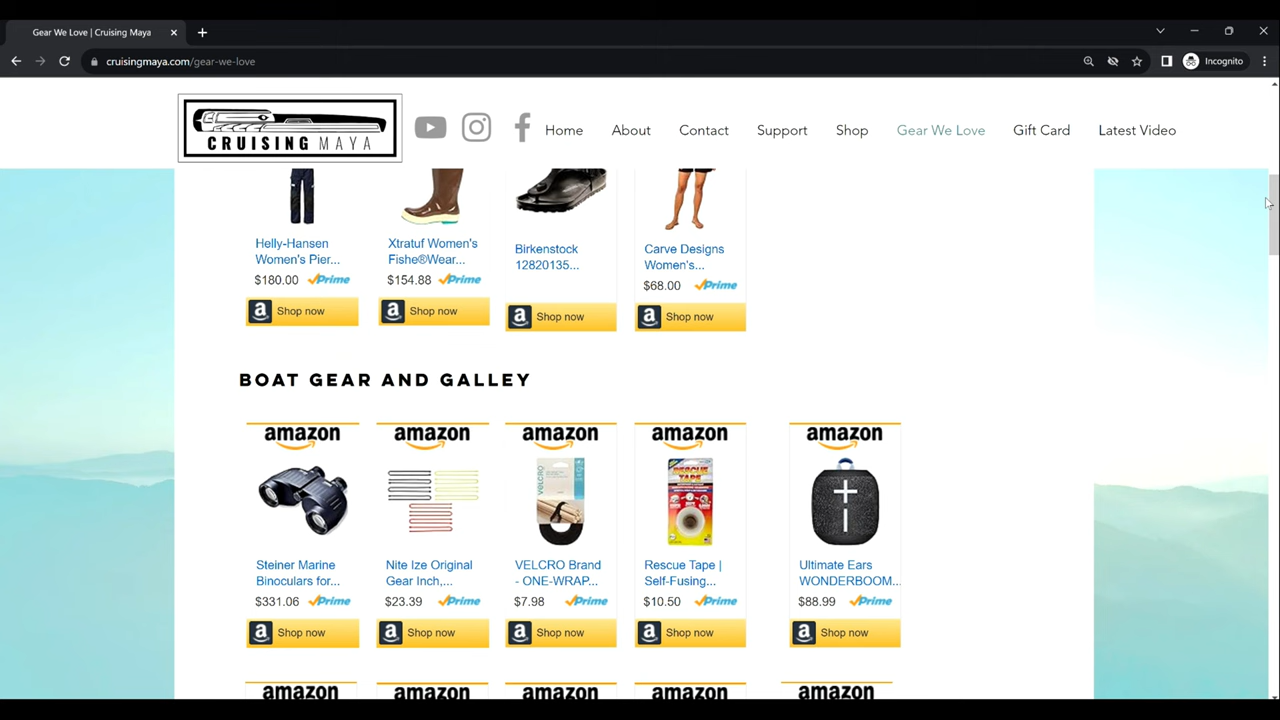 Gear We Love | Cruising Maya
cruisingmaya.com/gear-we-love
Incognito
CRUISING MAYA
Home About Contact Support Shop Gear We Love Gift Card Latest Video
Helly-Hansen
Women's Pier...
$180.00 Prime
Shop now
Xtratuf Women's
Fishe®Wear...
$154.88 Prime
Shop now
Birkenstock
12820135...
Shop now
Carve Designs
Women's...
$68.00 Prime
Shop now
BOAT GEAR AND GALLEY
amazon
Steiner Marine
Binoculars for...
$331.06 Prime
Shop now
amazon
Nite Ize Original
Gear Inch,...
$23.39 Prime
Shop now
amazon
VELCRO
VELCRO Brand
- ONE-WRAP...
$7.98 Prime
Shop now
amazon
RESCUE
TAPE
Rescue Tape |
Self-Fusing...
$10.50 Prime
Shop now
amazon
Ultimate Ears
WONDERBOOM...
$88.99 Prime
Shop now
amazon amazon amazon amazon amazon